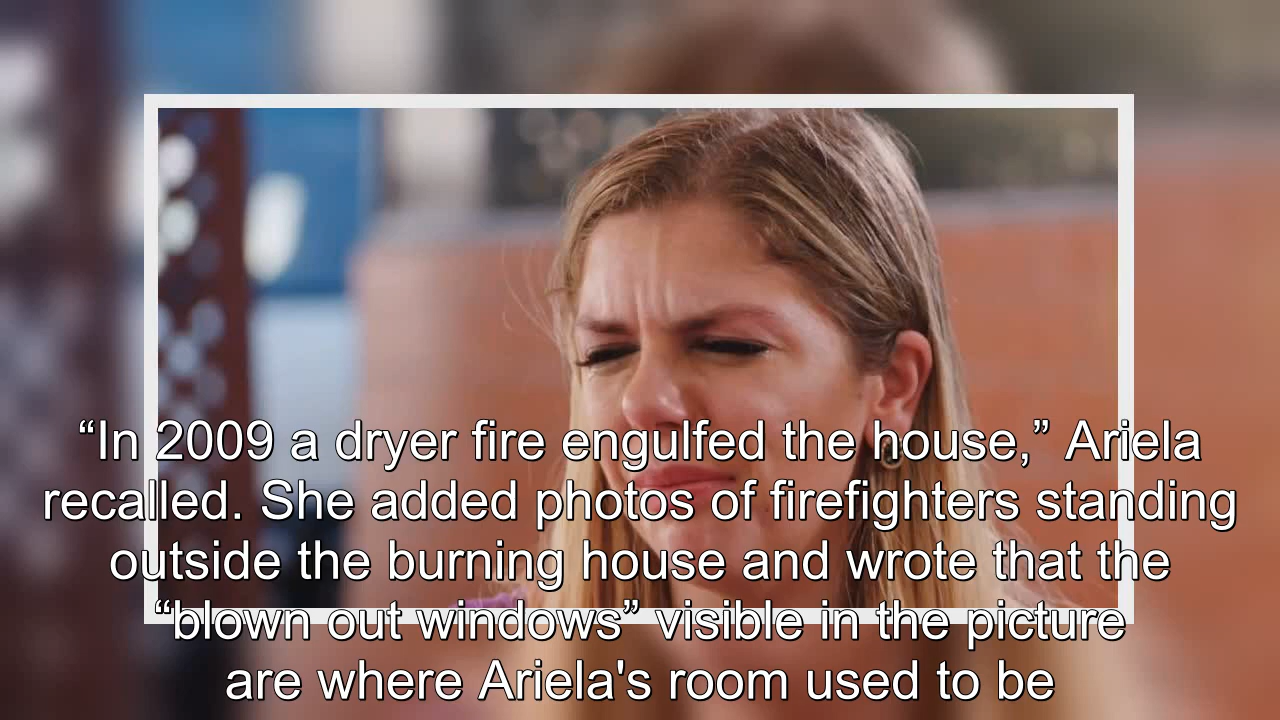 “In 2009 a dryer fire engulfed the house,” Ariela
recalled. She added photos of firefighters standing
outside the burning house and wrote that the
“blown out windows” visible in the picture
are where Ariela's room used to be